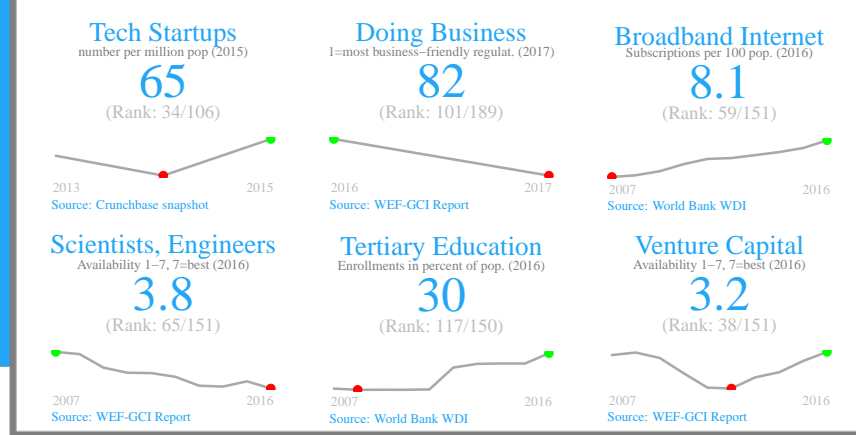 Tech Startups
number per million pop (2015)
65
(Rank: 34/106)
2013 2015
Source: Crunchbase snapshot
Doing Business
1=most business–friendly regulat. (2017)
82
(Rank: 101/189)
2016 2017
Source: WEF-GCI Report
Broadband Internet
Subscriptions per 100 pop. (2016)
8.1
(Rank: 59/151)
2007 2016
Source: World Bank WDI
Scientists, Engineers
Availability 1–7, 7=best (2016)
3.8
(Rank: 65/151)
2007 2016
Source: WEF-GCI Report
Tertiary Education
Enrollments in percent of pop. (2016)
30
(Rank: 117/150)
2007 2016
Source: World Bank WDI
Venture Capital
Availability 1–7, 7=best (2016)
3.2
(Rank: 38/151)
2007 2016
Source: WEF-GCI Report